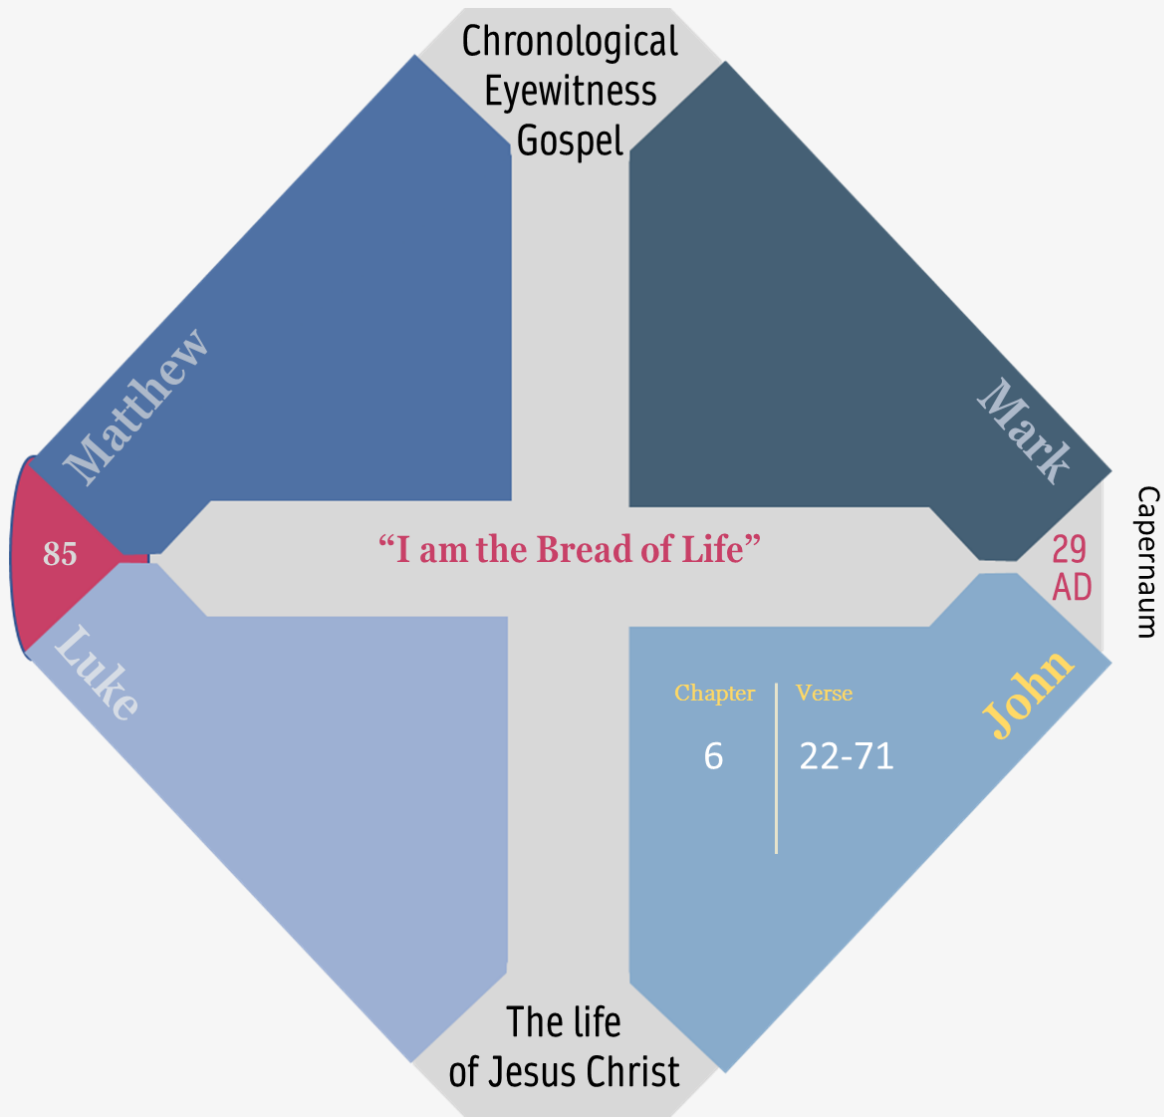 Chronological
Eyewitness
Gospel
Matthew
Mark
85
“I am the Bread of Life”
29
AD
Capernaum
Luke
John
Chapter
Verse
6
22-71
The life
of Jesus Christ